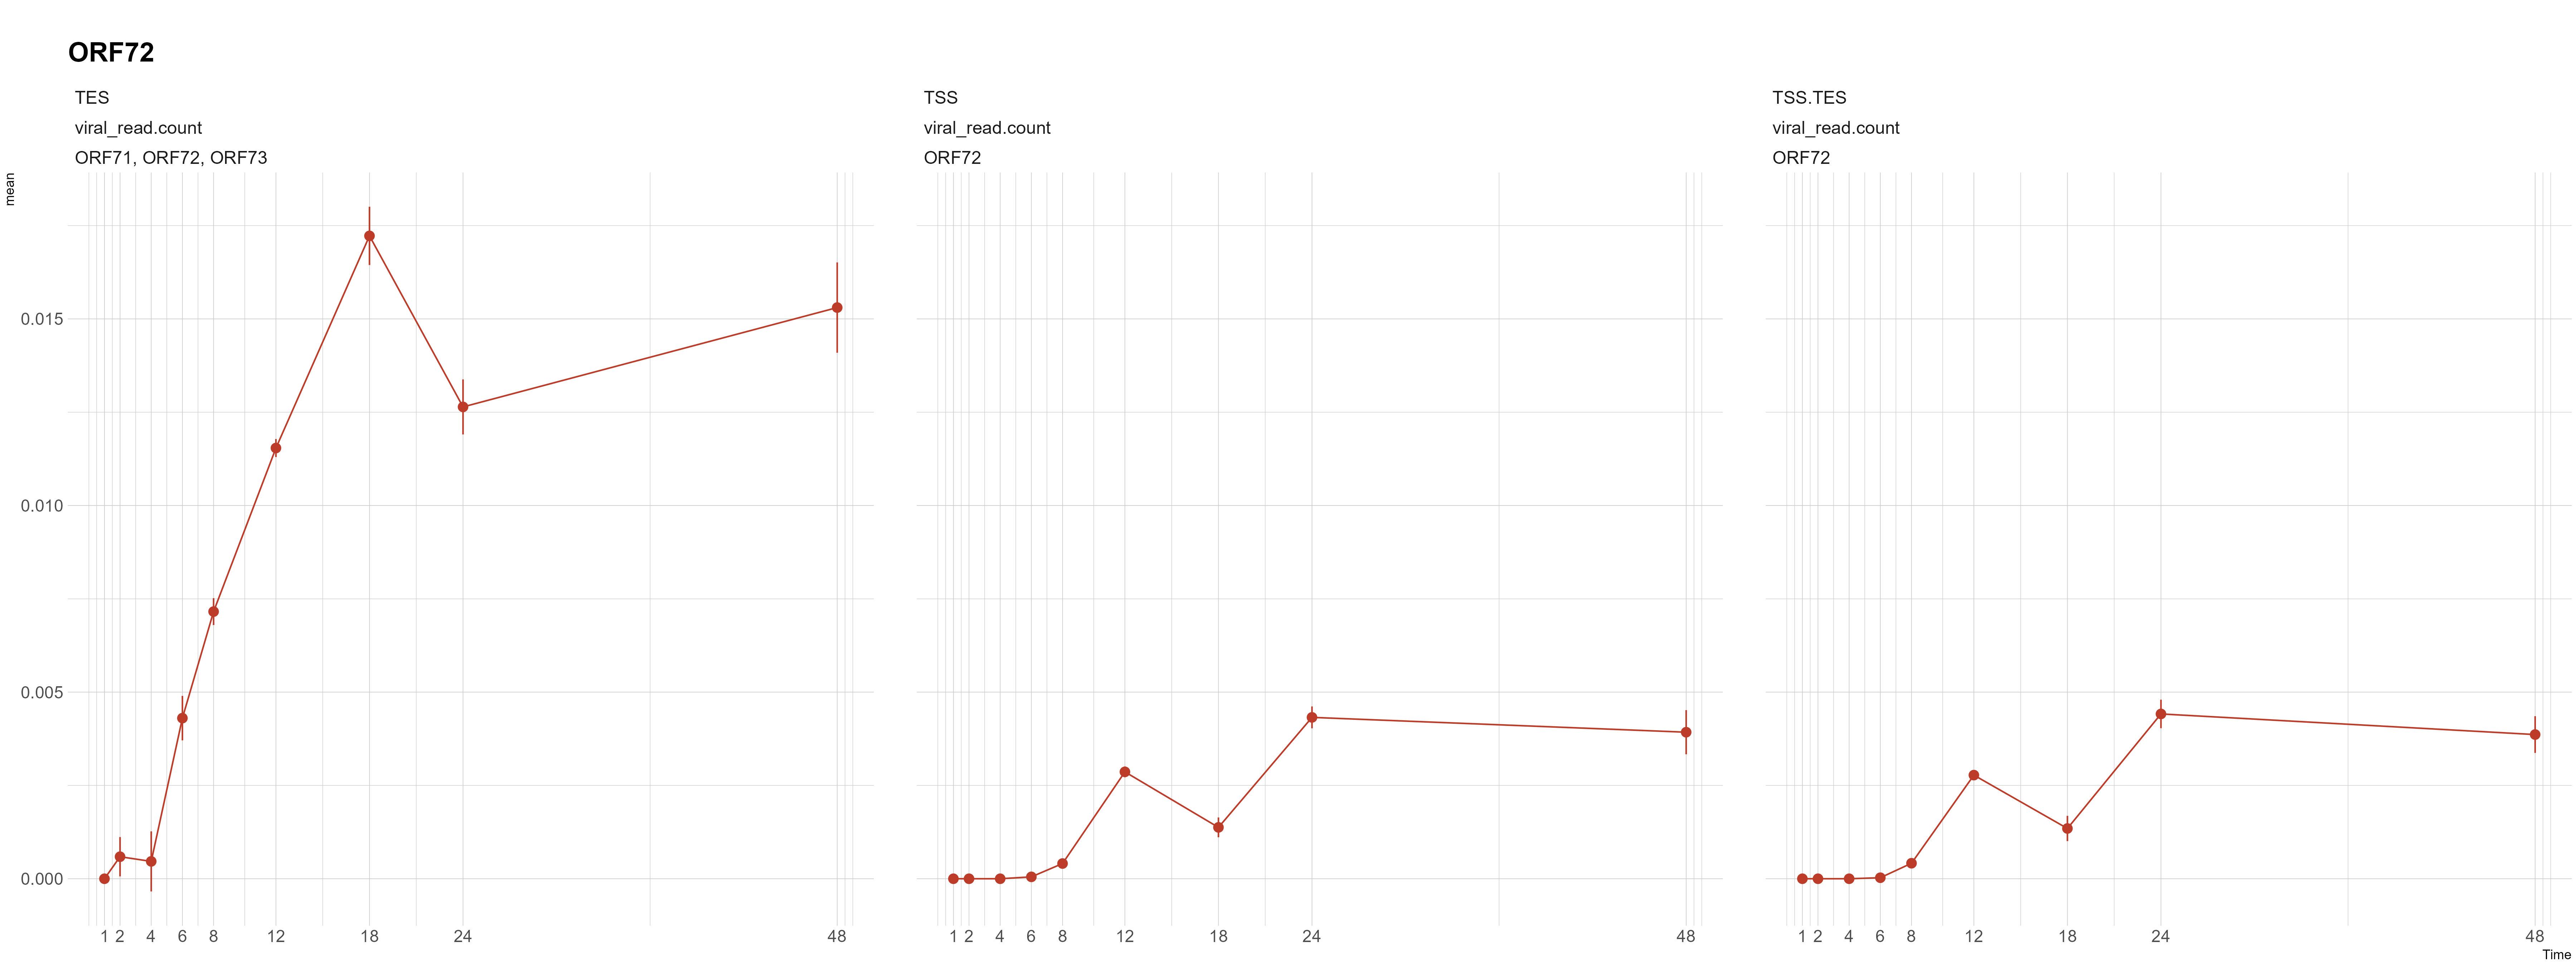 ORF72
TES
viral_read.count
ORF71, ORF72, ORF73
TSS
viral_read.count
ORF72
TSS.TES
viral_read.count
ORF72
mean
0.015
0.010
0.005
0.000
1 2 4 6 8 12 18 24 48
1 2 4 6 8 12 18 24 48
1 2 4 6 8 12 18 24 48
Time